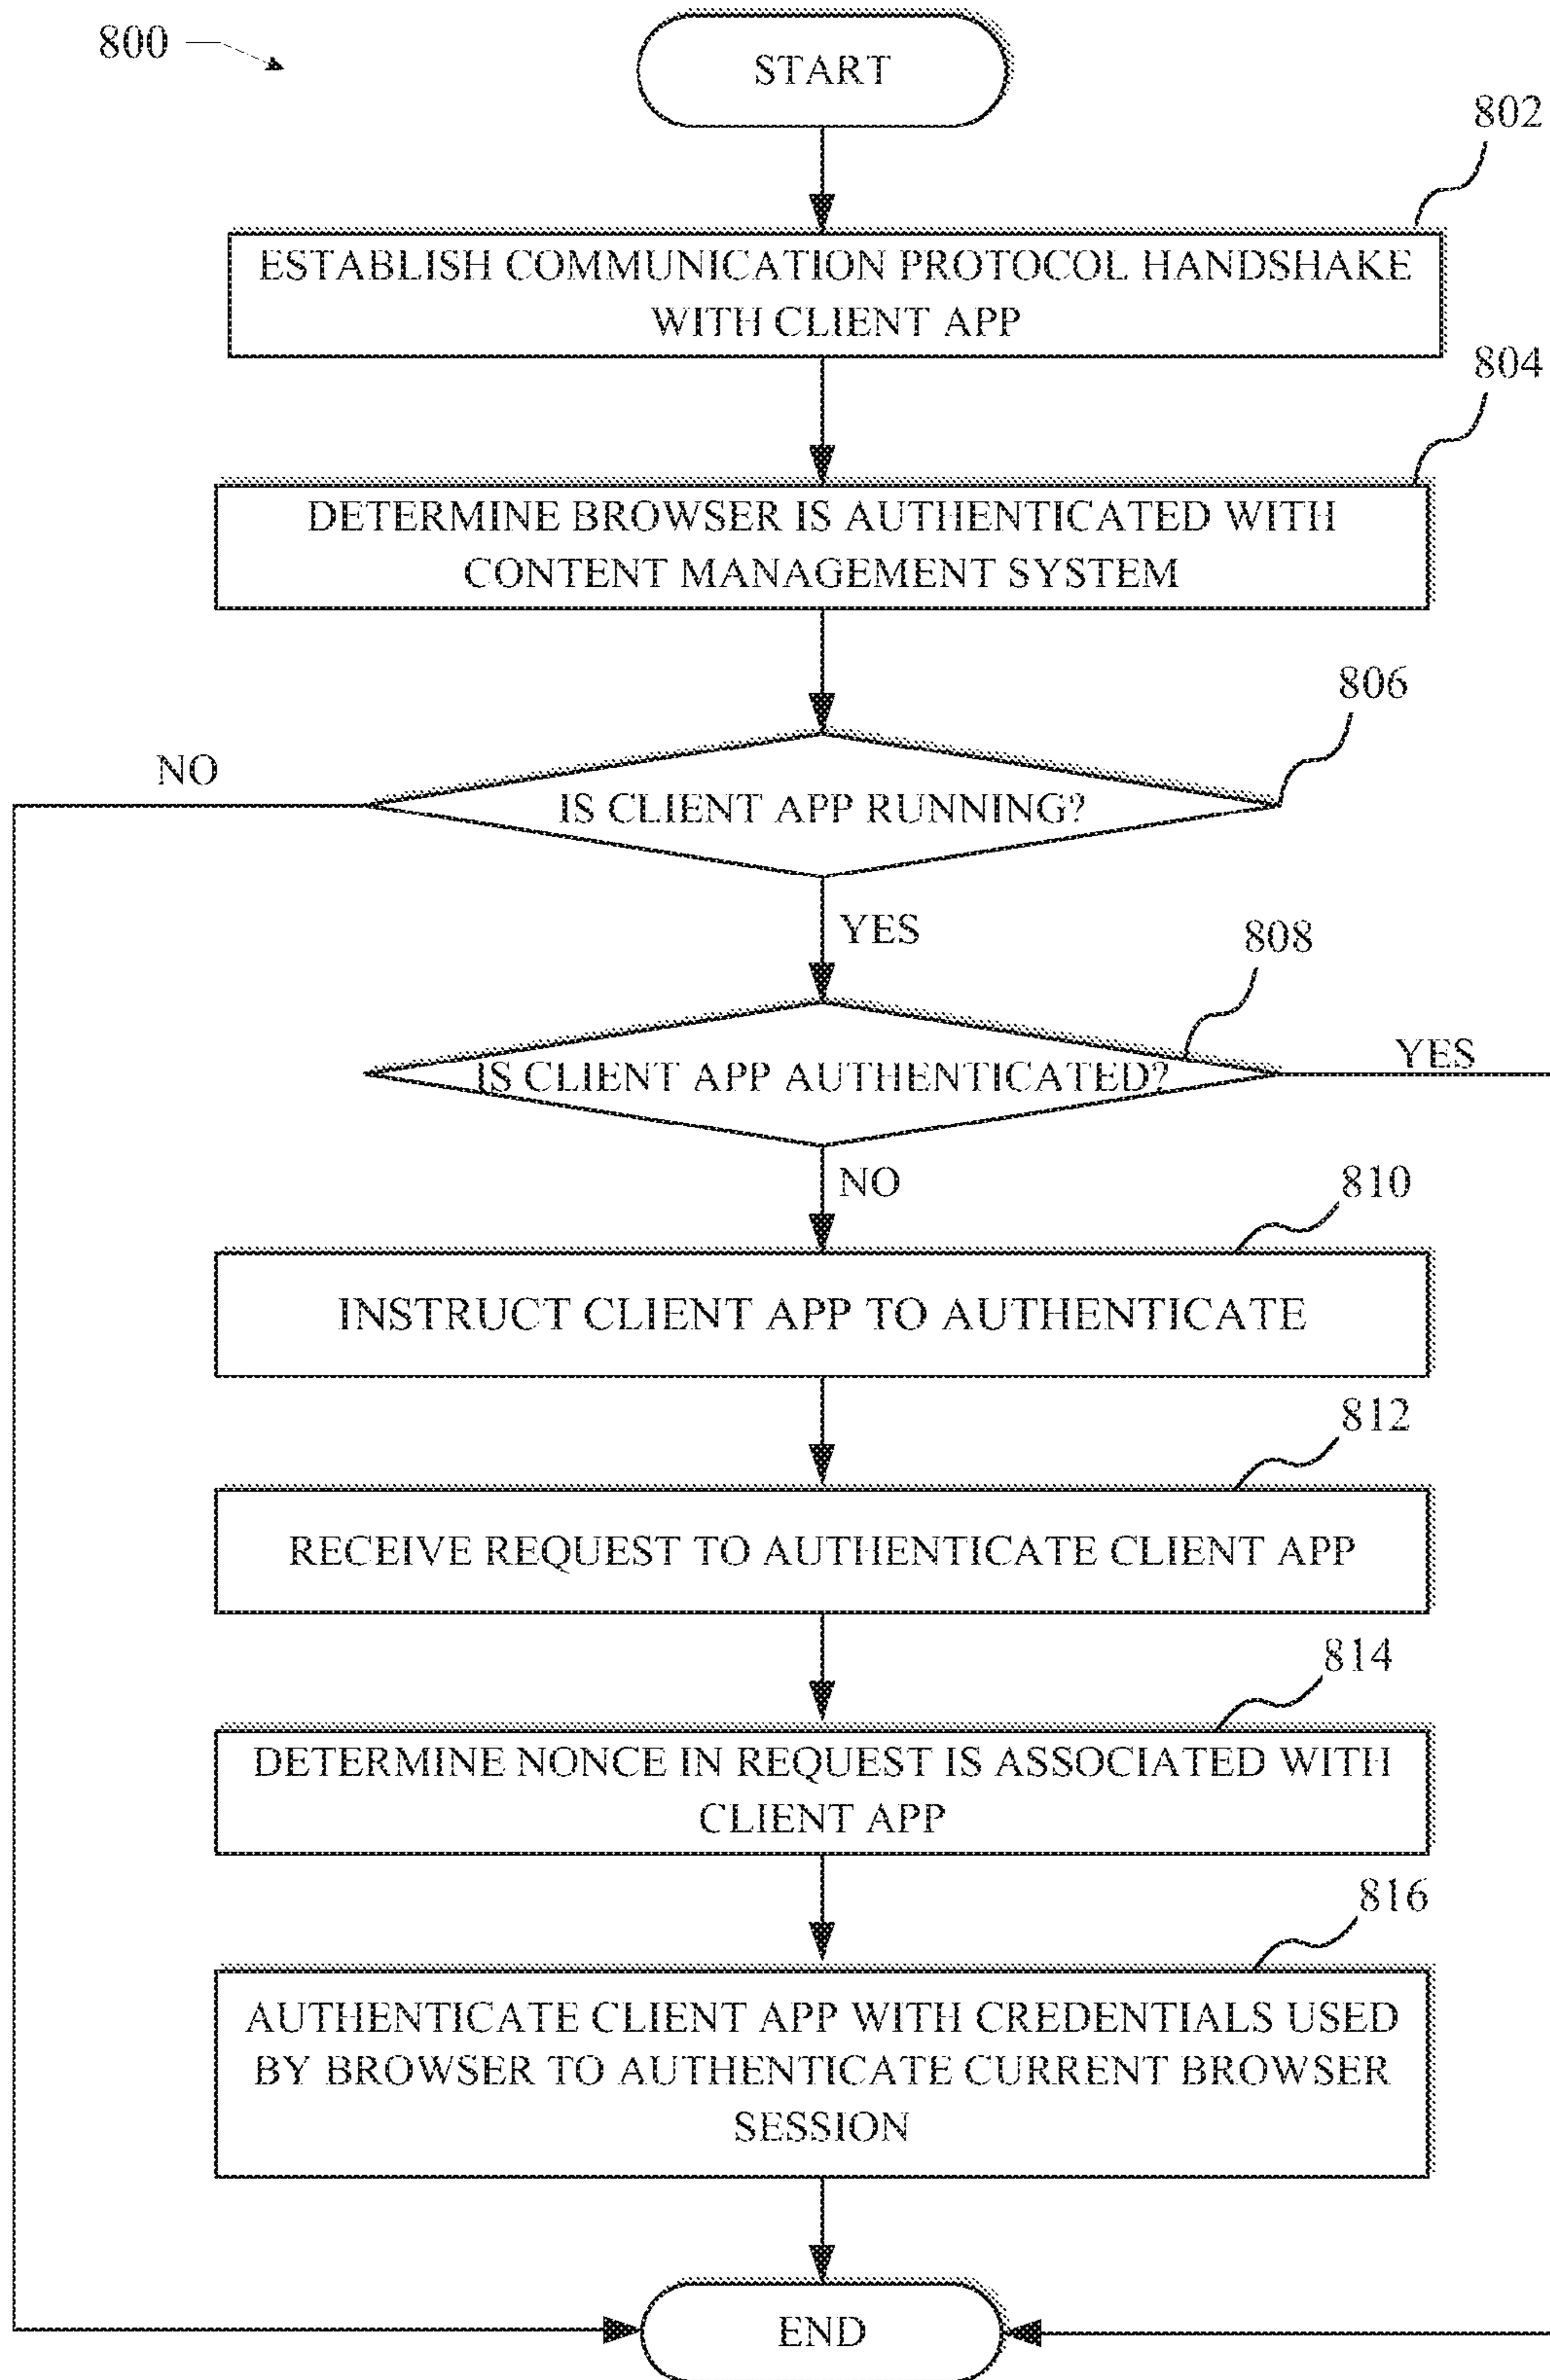 800
START
802
ESTABLISH COMMUNICATION PROTOCOL HANDSHAKE
WITH CLIENT APP
804
DETERMINE BROWSER IS AUTHENTICATED WITH
CONTENT MANAGEMENT SYSTEM
806
NO
IS CLIENT APP RUNNING?
YES
808
IS CLIENT APP AUTHENTICATED?
YES
NO
810
INSTRUCT CLIENT APP TO AUTHENTICATE
812
RECEIVE REQUEST TO AUTHENTICATE CLIENT APP
814
DETERMINE NONCE IN REQUEST IS ASSOCIATED WITH
CLIENT APP
816
AUTHENTICATE CLIENT APP WITH CREDENTIALS USED
BY BROWSER TO AUTHENTICATE CURRENT BROWSER
SESSION
END